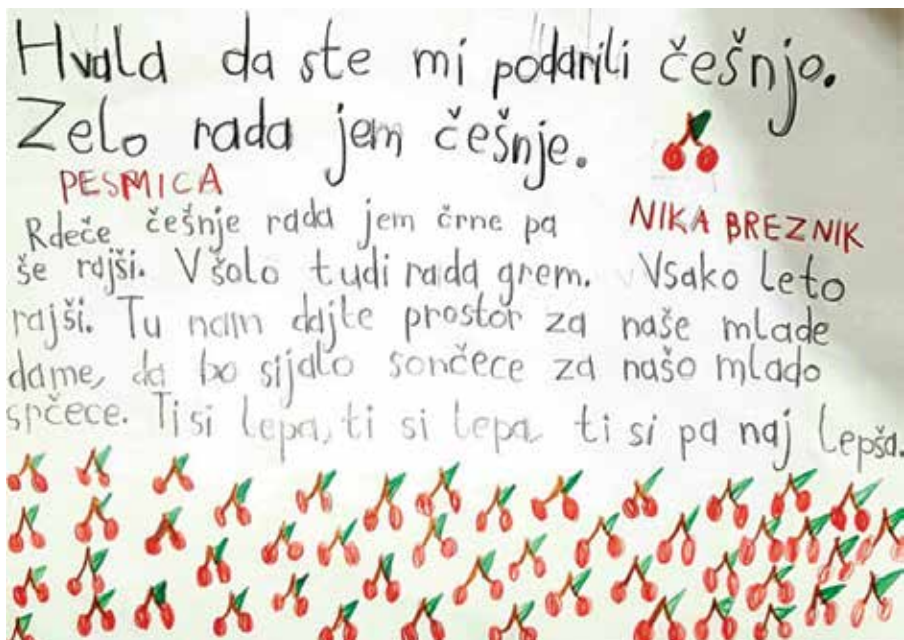 Hvala da ste mi podarili češnjo.
Zelo rada jem češnje.
PESMICA
NIKA BREZNIK
Rdeče češnje rada jem črne pa
še rajši. V šolo tudi rada grem. Vsako leto
rajši. Tu nam dajte prostor za naše mlade
dame, da bo sijalo sončece za našo mlado
srčece. Ti si lepa, ti si lepa, ti si pa naj lepša.